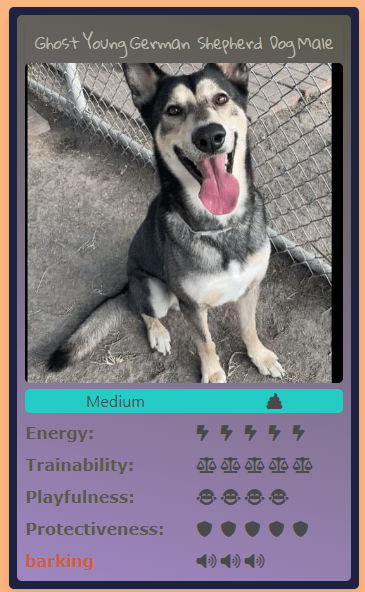 Ghost Young German Shepherd Dog Male
Medium
Energy:
Trainability:
Playfulness:
Protectiveness:
barking